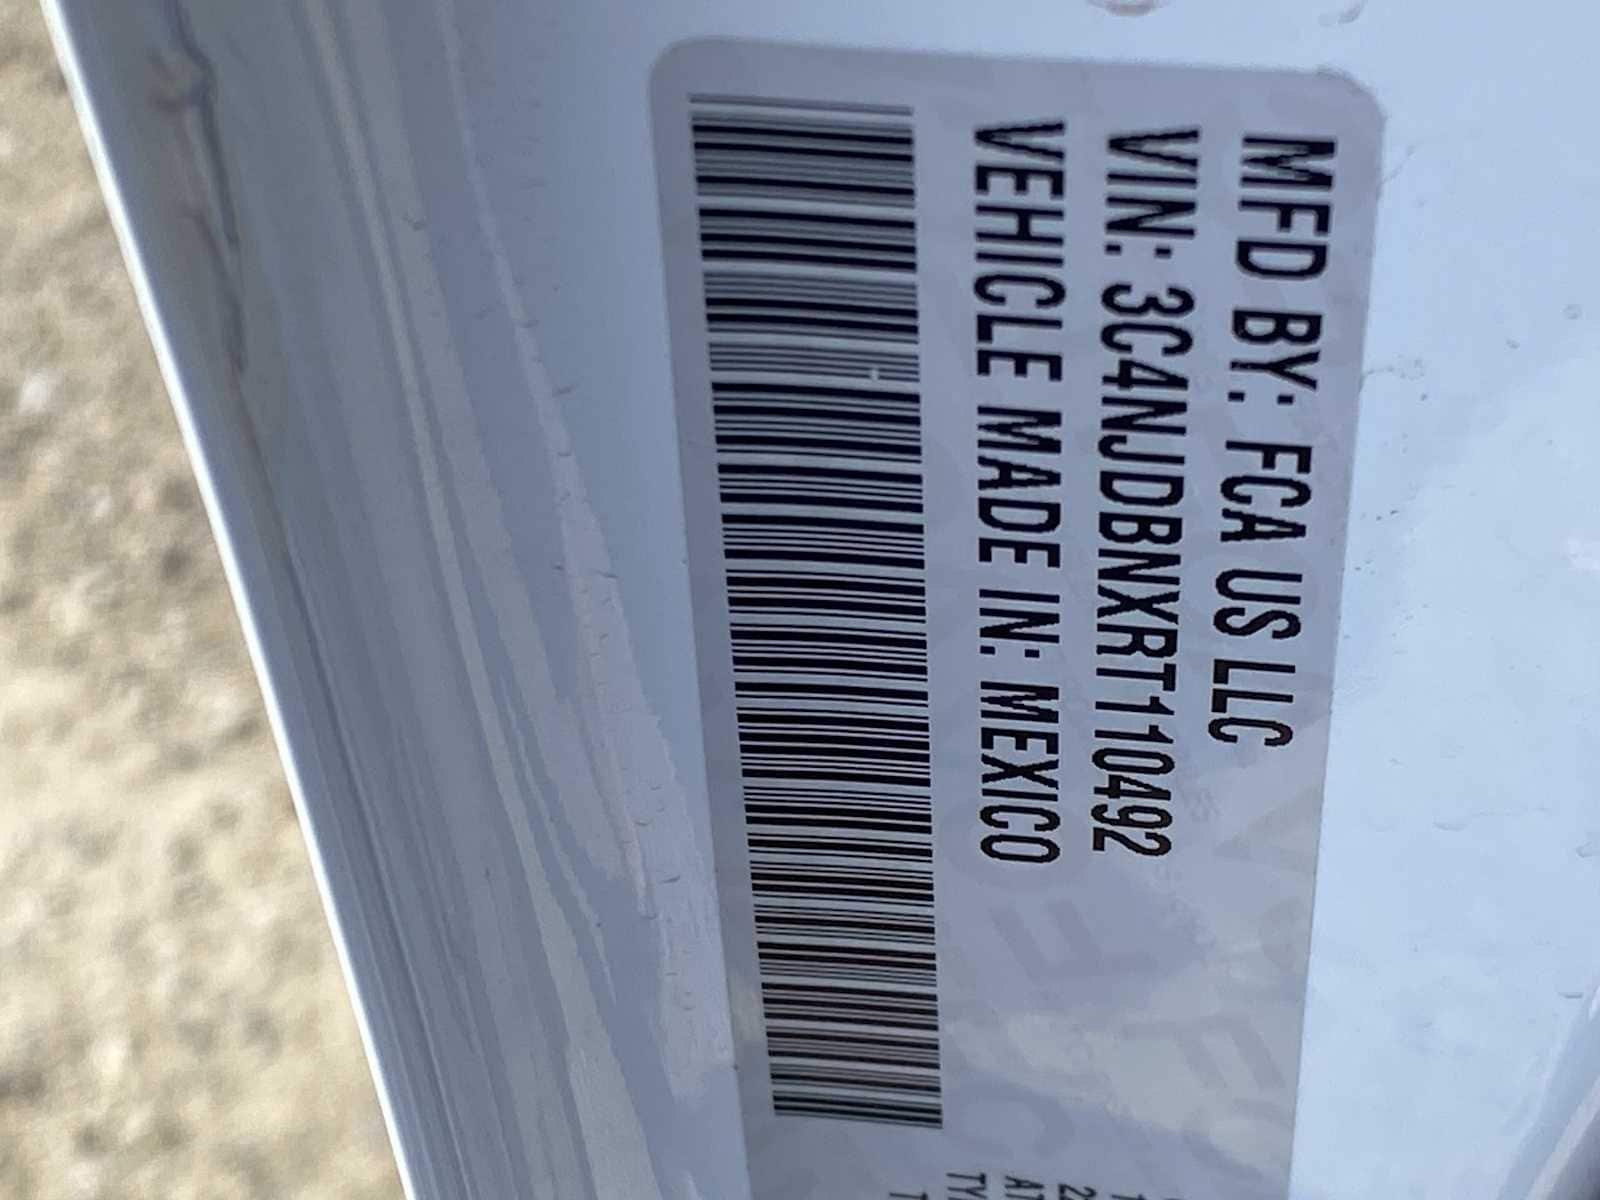 MFD BY: FCA US LLC
VIN: 3C4NJDBNXRT110492
VEHICLE MADE IN: MEXICO